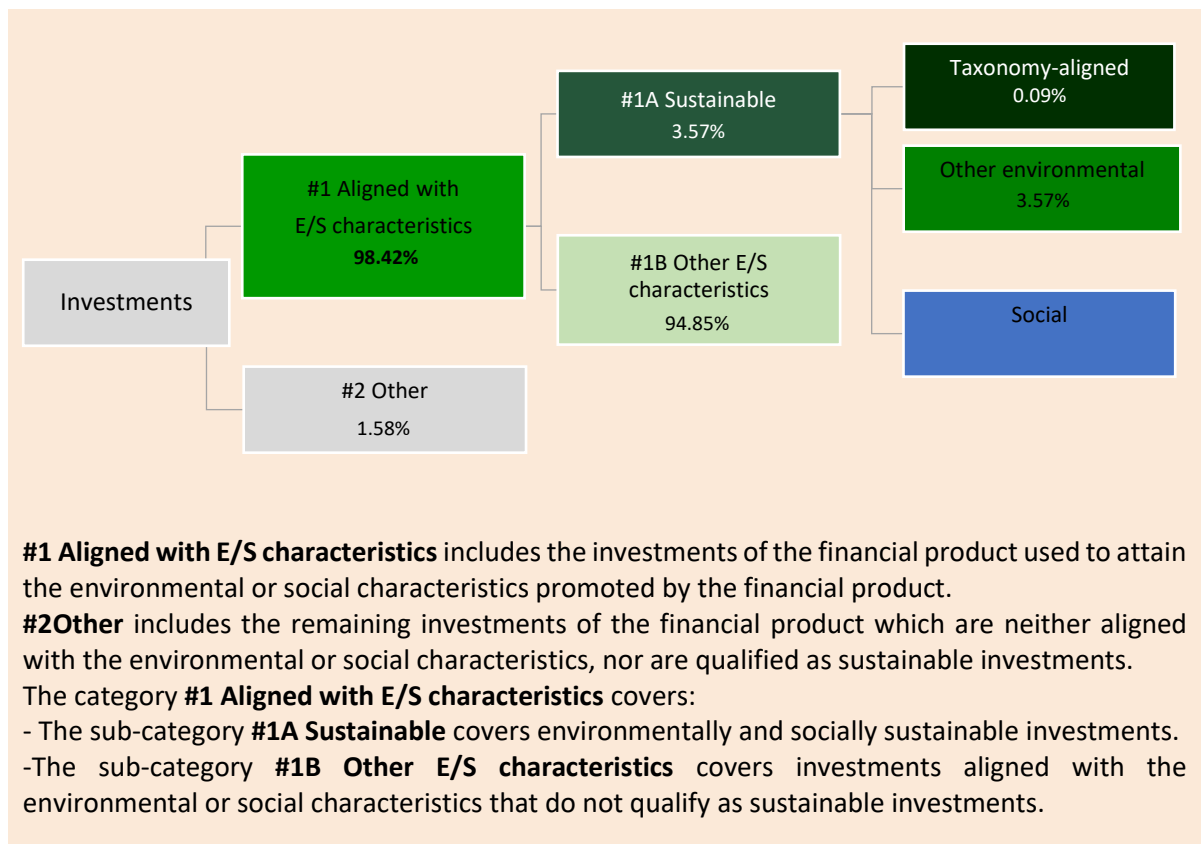 Investments
#1 Aligned with
E/S characteristics
98.42%
#2 Other
1.58%
#1A Sustainable
3.57%
#1B Other E/S
characteristics
94.85%
Taxonomy-aligned
0.09%
Other environmental
3.57%
Social
#1 Aligned with E/S characteristics includes the investments of the financial product used to attain
the environmental or social characteristics promoted by the financial product.
#2Other includes the remaining investments of the financial product which are neither aligned
with the environmental or social characteristics, nor are qualified as sustainable investments.
The category #1 Aligned with E/S characteristics covers:
- The sub-category #1A Sustainable covers environmentally and socially sustainable investments.
-The sub-category #1B Other E/S characteristics covers investments aligned with the
environmental or social characteristics that do not qualify as sustainable investments.